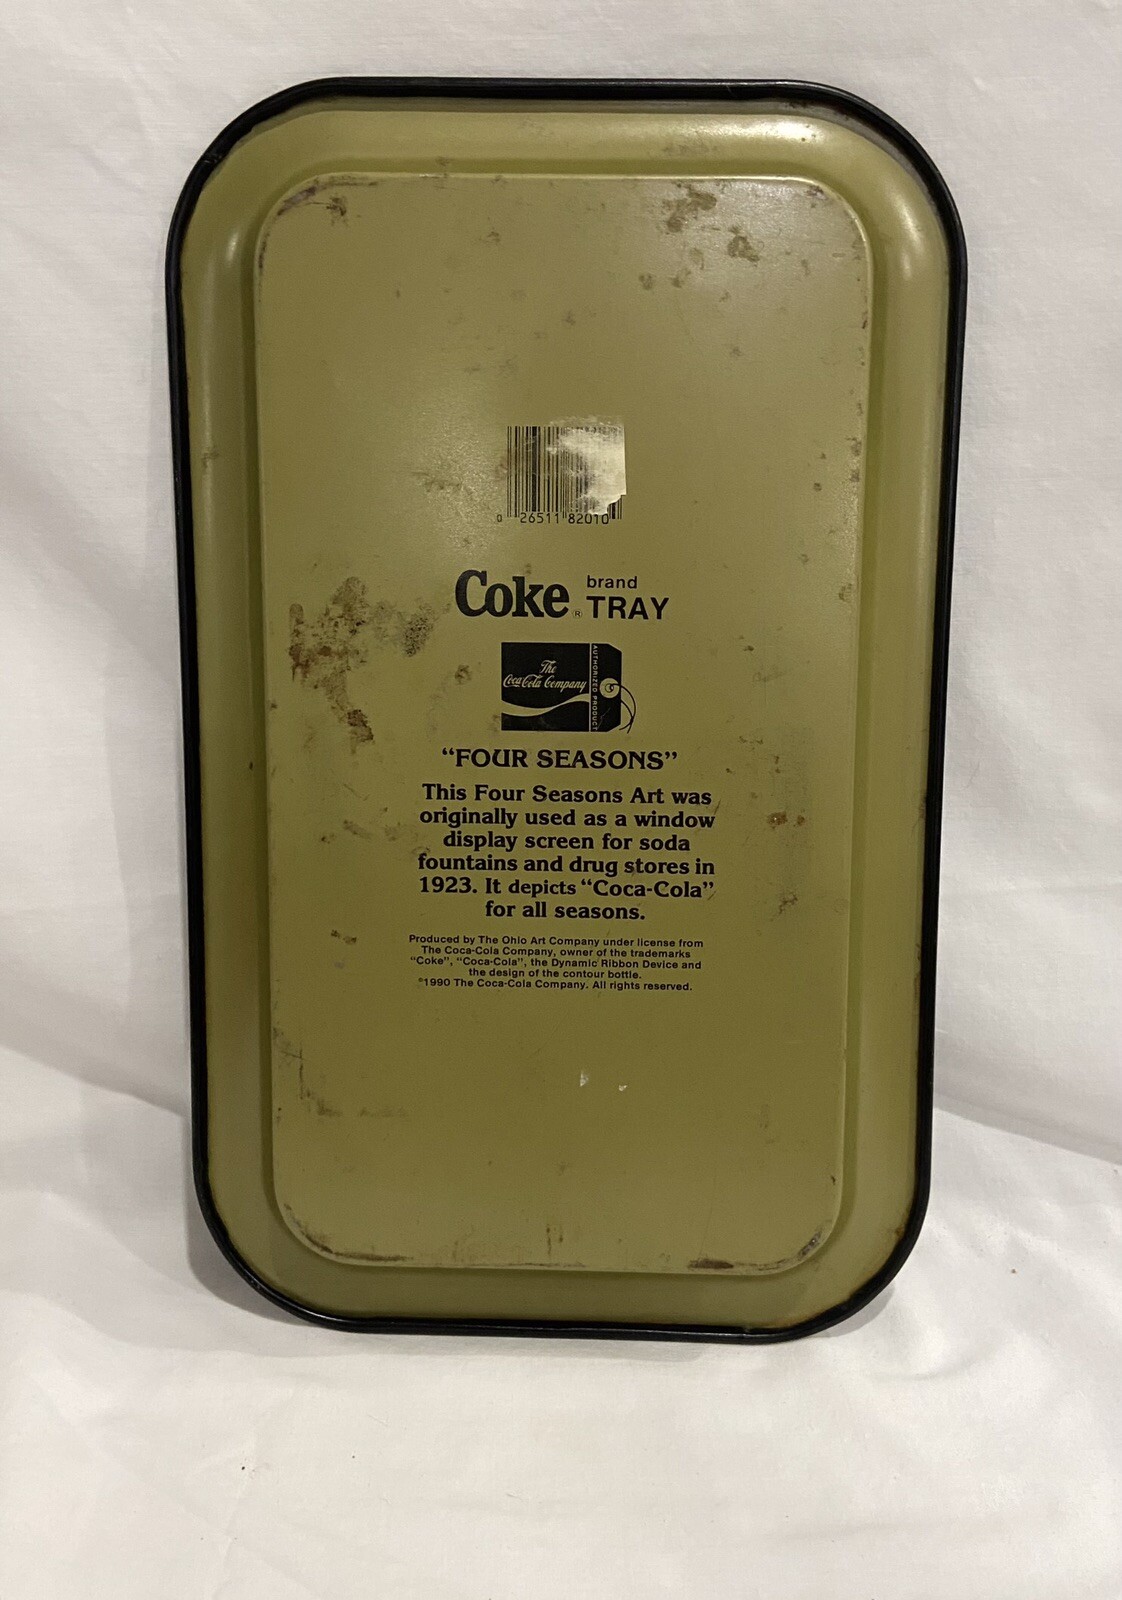 0 26511 82010
Coke® brand
TRAY
The
Coca-Cola Company
AUTHORIZED PRODUCT
“FOUR SEASONS”
This Four Seasons Art was
originally used as a window
display screen for soda
fountains and drug stores in
1923. It depicts “Coca-Cola”
for all seasons.
Produced by The Ohio Art Company under license from
The Coca-Cola Company, owner of the trademarks
“Coke”, “Coca-Cola”, the Dynamic Ribbon Device and
the design of the contour bottle.
©1990 The Coca-Cola Company. All rights reserved.